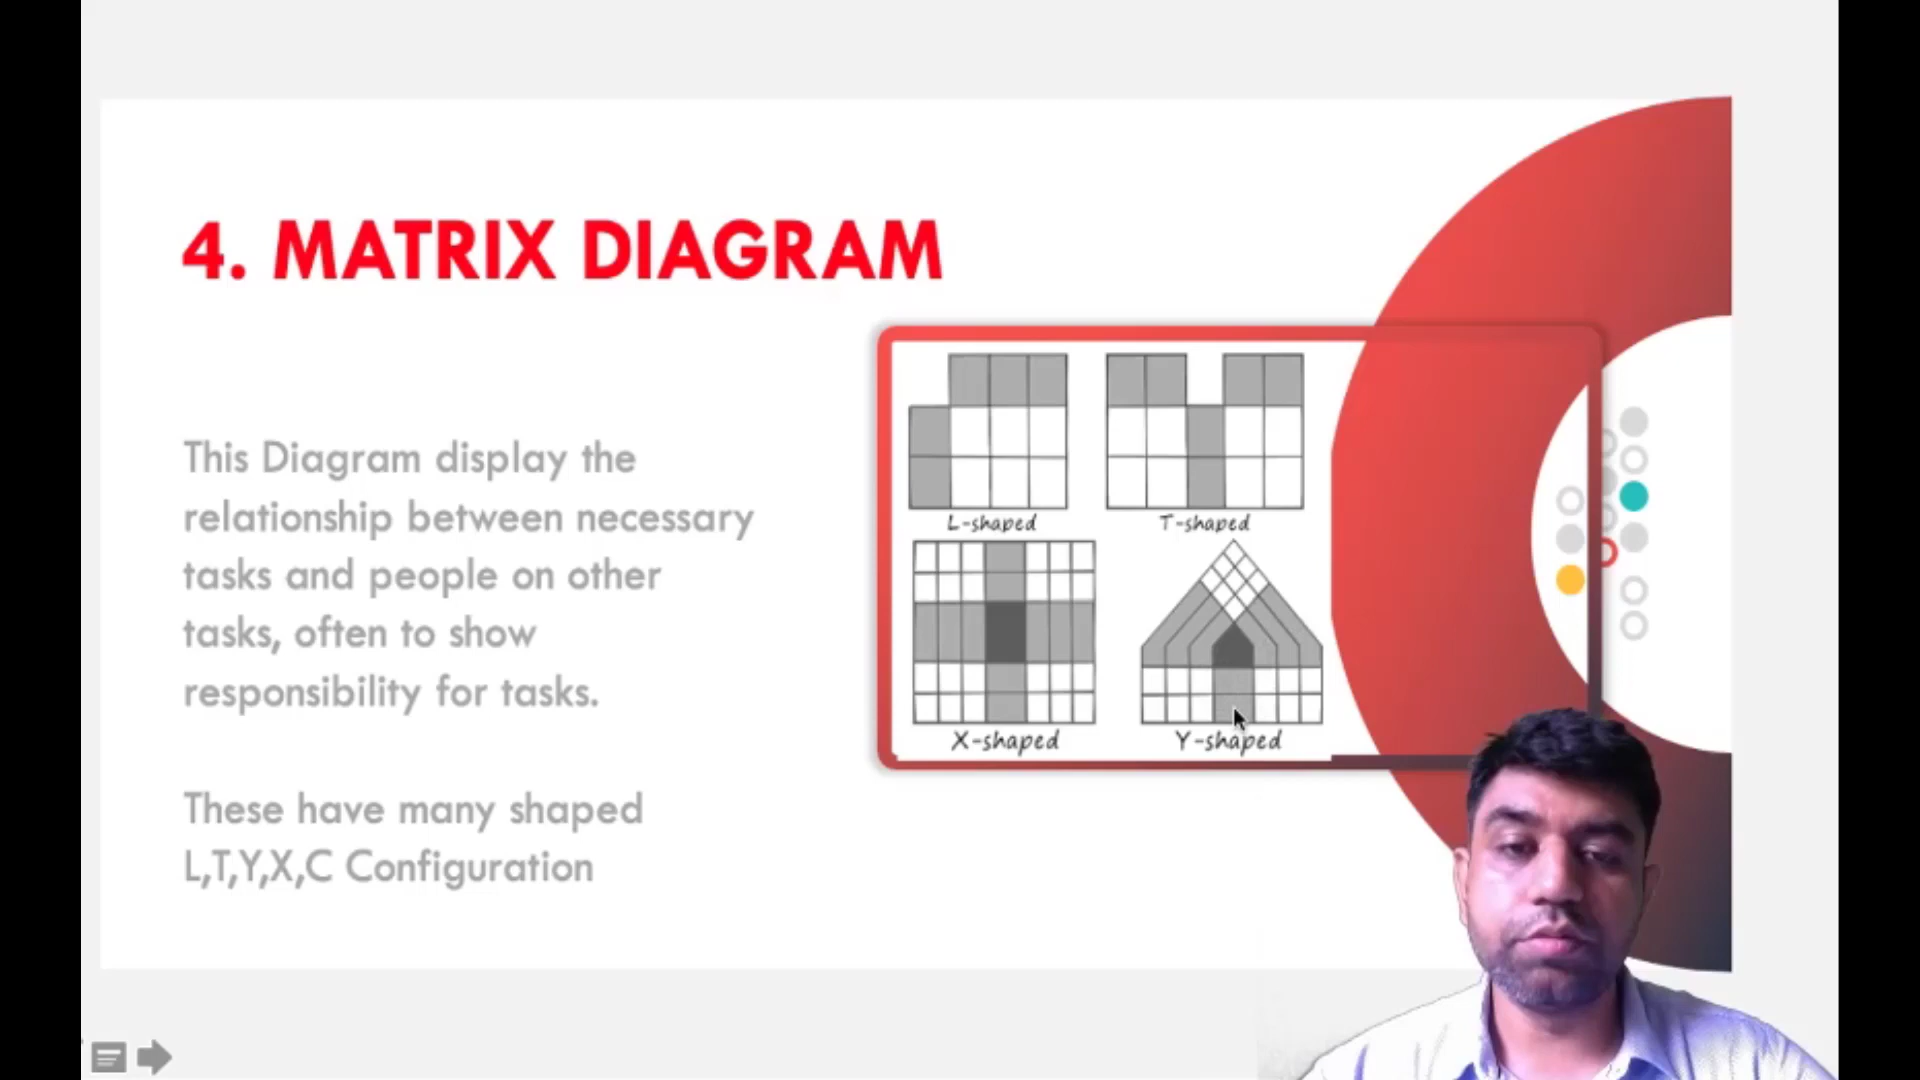 4. MATRIX DIAGRAM
This Diagram display the
relationship between necessary
tasks and people on other
tasks, often to show
responsibility for tasks.
These have many shaped
L,T,Y,X,C Configuration
L-shaped
T-shaped
X-shaped
Y-shaped